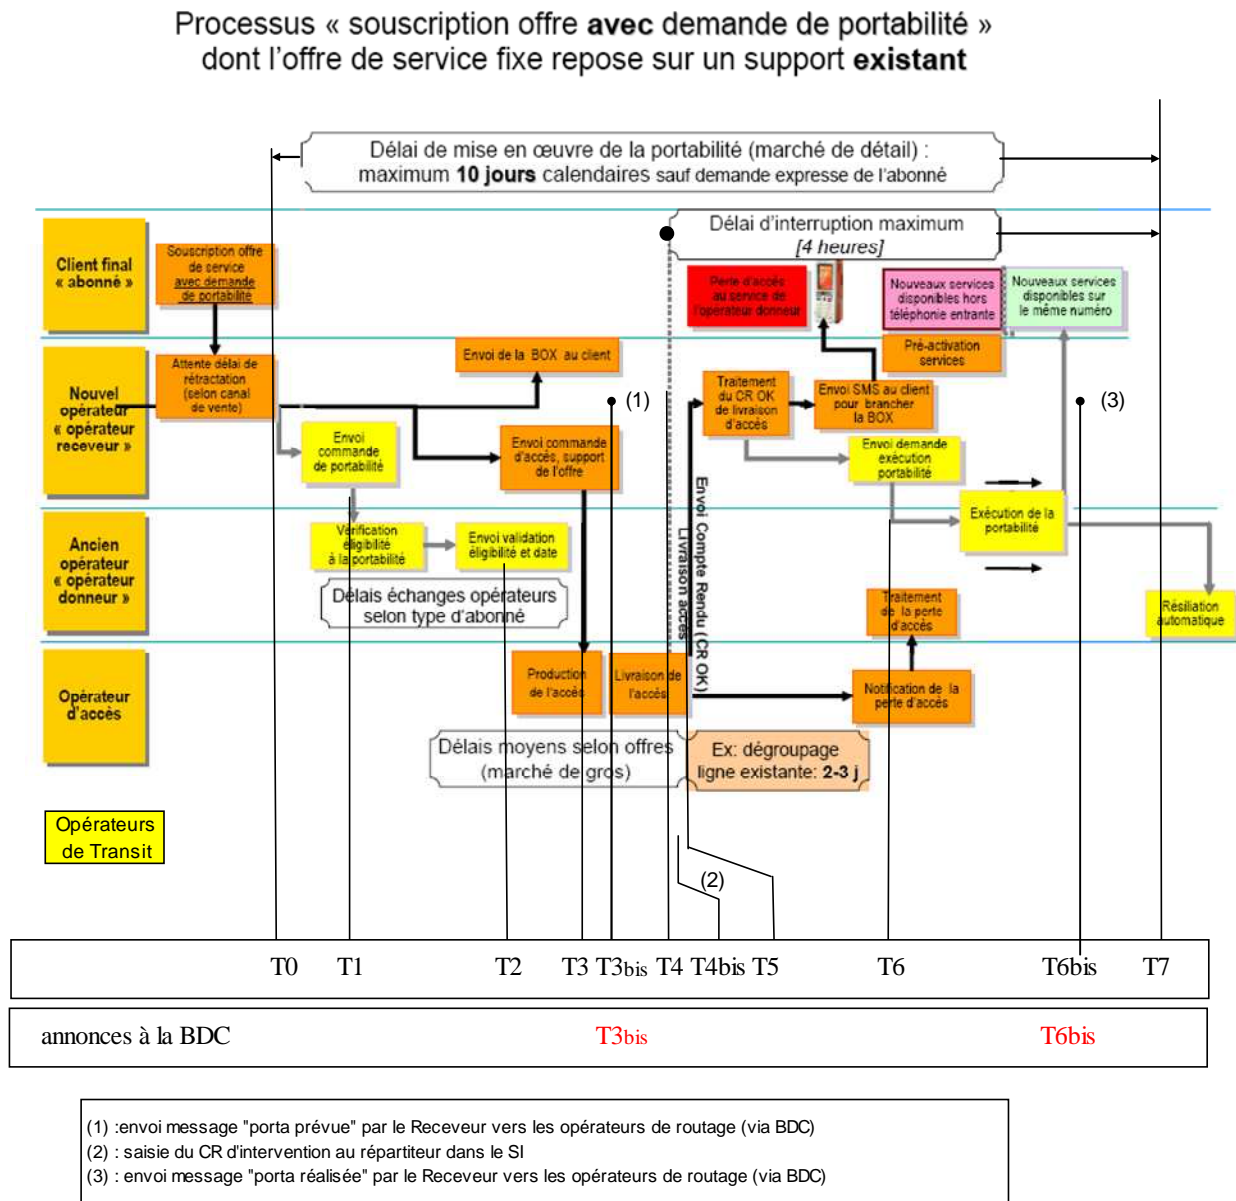 Processus « souscription offre avec demande de portabilité »
dont l'offre de service fixe repose sur un support existant
Délai de mise en œuvre de la portabilité (marché de détail) :
maximum 10 jours calendaires sauf demande expresse de l'abonné
Délai d'interruption maximum
[4 heures]
Client final
« abonné »
Souscription offre
de service
avec demande
de portabilité
Perte d'accès
au service de
l'opérateur donneur
Nouveaux services
disponibles hors
téléphonie entrante
Nouveaux services
disponibles sur
le même numéro
Nouvel
opérateur
« opérateur
receveur »
Attente délai de
rétractation
(selon canal
de vente)
Envoi de la BOX au client
(1)
Traitement
du CR OK
de livraison
d'accès
Envoi SMS au client
pour brancher
la BOX
Pré-activation
services
(3)
Envoi
commande
de portabilité
Envoi commande
d'accès, support
de l'offre
Envoi demande
exécution
portabilité
Exécution de la
portabilité
Envoi Compte Rendu (CR OK)
Livraison accès
Ancien
opérateur
« opérateur
donneur »
Vérification
éligibilité
à la portabilité
Envoi validation
éligibilité et date
Délais échanges opérateurs
selon type d'abonné
Traitement
de la perte
d'accès
Résiliation
automatique
Opérateur
d'accès
Production
de l'accès
Livraison de
l'accès
Notification de la
perte d'accès
Délais moyens selon offres
(marché de gros)
Ex: dégroupage
ligne existante: 2-3 j
Opérateurs
de Transit
(2)
T0 T1 T2 T3 T3bis T4 T4bis T5 T6 T6bis T7
annonces à la BDC T3bis T6bis
(1) :envoi message "porta prévue" par le Receveur vers les opérateurs de routage (via BDC)
(2) : saisie du CR d'intervention au répartiteur dans le SI
(3) : envoi message "porta réalisée" par le Receveur vers les opérateurs de routage (via BDC)